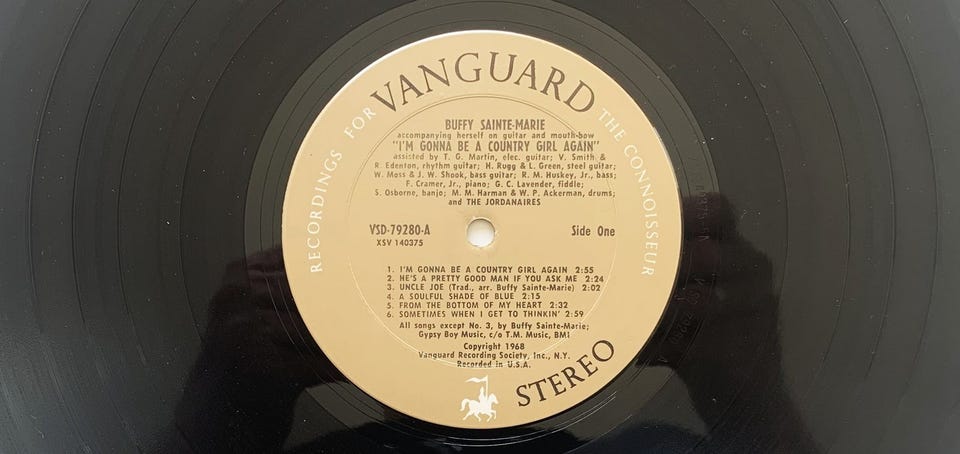 RECORDINGS FOR VANGUARD THE CONNOISSEUR
BUFFY SAINTE-MARIE
accompanying herself on guitar and mouth-bow
"I'M GONNA BE A COUNTRY GIRL AGAIN"
assisted by T. G. Martin, elec. guitar; V. Smith &
R. Edenton, rhythm guitar; H. Rugg & L. Green, steel guitar;
W. Moss & J. W. Shook, bass guitar; R. M. Huskey, Jr., bass;
F. Cramer, Jr., piano; G. C. Lavender, fiddle;
S. Osborne, banjo; M. M. Harman & W. P. Ackerman, drums;
and THE JORDANAIRES
VSD-79280-A Side One
XSV 140375
1. I'M GONNA BE A COUNTRY GIRL AGAIN 2:55
2. HE'S A PRETTY GOOD MAN IF YOU ASK ME 2:24
3. UNCLE JOE (Trad., arr. Buffy Sainte-Marie) 2:02
4. A SOULFUL SHADE OF BLUE 2:15
5. FROM THE BOTTOM OF MY HEART 2:32
6. SOMETIMES WHEN I GET TO THINKIN' 2:59
All songs except No. 3, by Buffy Sainte-Marie;
Gypsy Boy Music, c/o T.M. Music, BMI
Copyright 1968
Vanguard Recording Society, Inc., N.Y.
Recorded in U.S.A.
STEREO